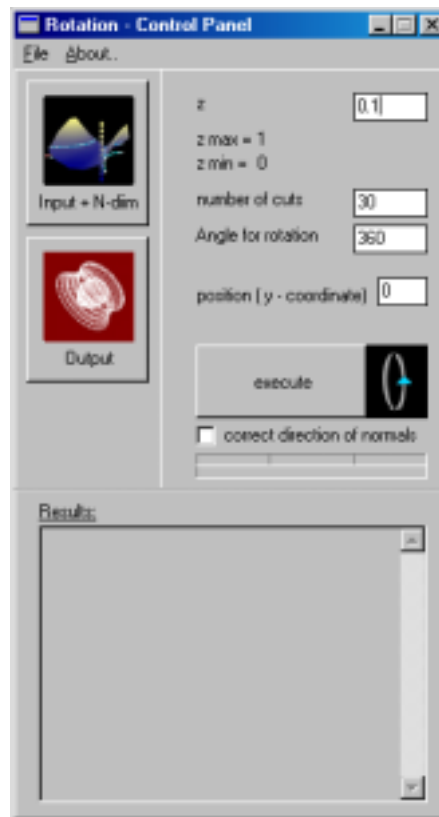 Rotation - Control Panel
File About..
Input + N-dim
Output
z 0.1
z max = 1
z min = 0
number of cuts 30
Angle for rotation 360
position ( y - coordinate) 0
execute
correct direction of normals
Results: